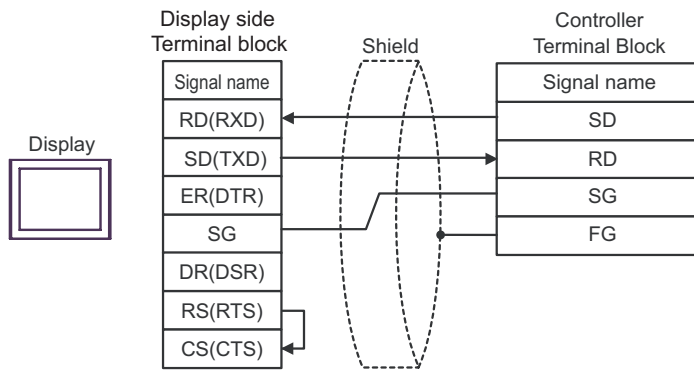 Display side
Terminal block
Shield
Controller
Terminal Block
Display
Signal name
RD(RXD)
SD(TXD)
ER(DTR)
SG
DR(DSR)
RS(RTS)
CS(CTS)
Signal name
SD
RD
SG
FG